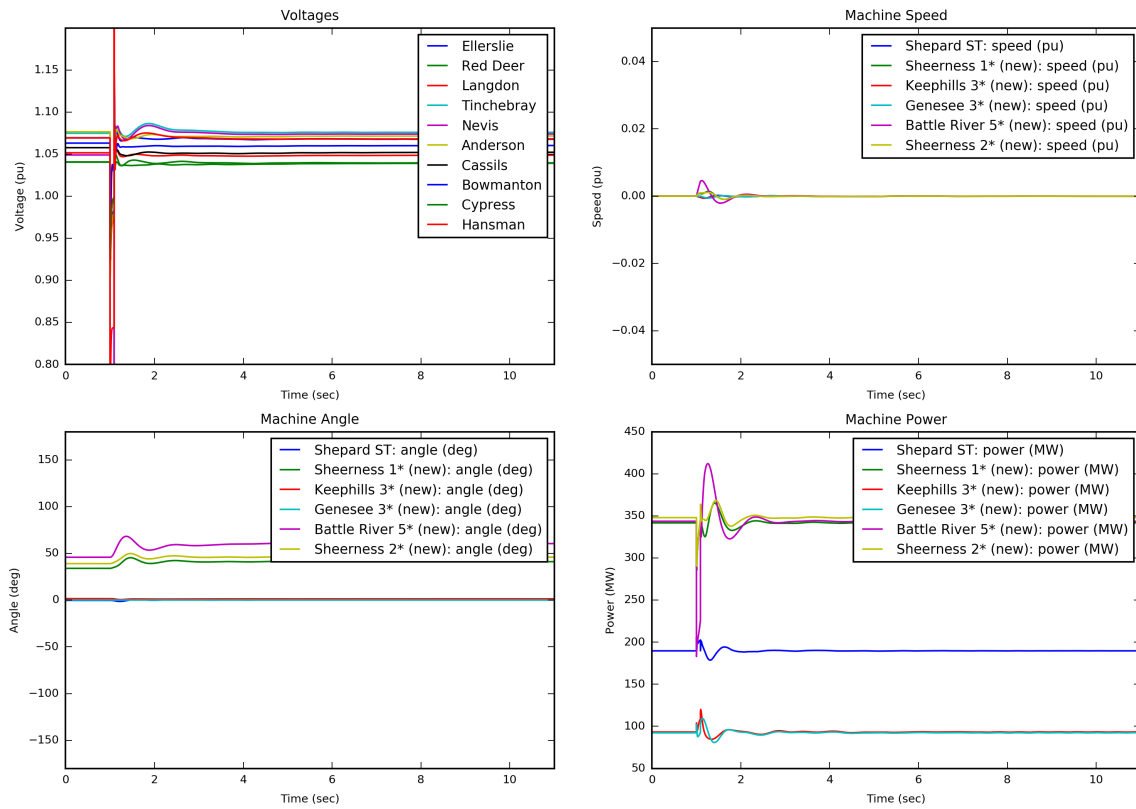 Voltages
1.15
1.10
1.05
1.00
0.95
0.90
0.85
0.80
Voltage (pu)
0
2
4
6
8
10
Time (sec)
Ellerslie
Red Deer
Langdon
Tinchebray
Nevis
Anderson
Cassils
Bowmanton
Cypress
Hansman
Machine Speed
0.04
0.02
0.00
−0.02
−0.04
Speed (pu)
0
2
4
6
8
10
Time (sec)
Shepard ST: speed (pu)
Sheerness 1* (new): speed (pu)
Keephills 3* (new): speed (pu)
Genesee 3* (new): speed (pu)
Battle River 5* (new): speed (pu)
Sheerness 2* (new): speed (pu)
Machine Angle
150
100
50
0
−50
−100
−150
Angle (deg)
0
2
4
6
8
10
Time (sec)
Shepard ST: angle (deg)
Sheerness 1* (new): angle (deg)
Keephills 3* (new): angle (deg)
Genesee 3* (new): angle (deg)
Battle River 5* (new): angle (deg)
Sheerness 2* (new): angle (deg)
Machine Power
450
400
350
300
250
200
150
100
50
Power (MW)
0
2
4
6
8
10
Time (sec)
Shepard ST: power (MW)
Sheerness 1* (new): power (MW)
Keephills 3* (new): power (MW)
Genesee 3* (new): power (MW)
Battle River 5* (new): power (MW)
Sheerness 2* (new): power (MW)